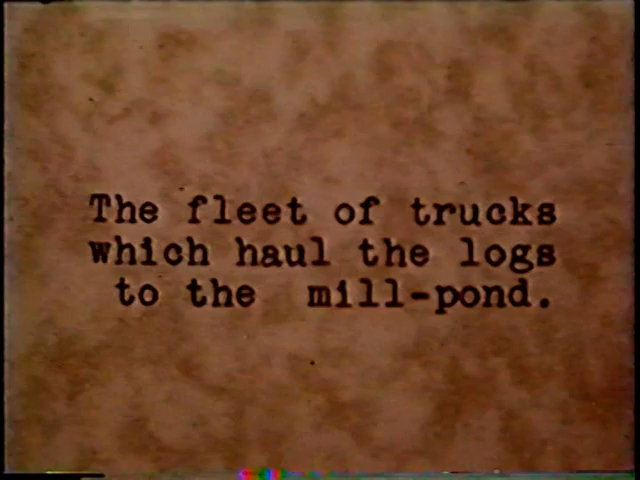 The fleet of trucks
which haul the logs
to the mill-pond.